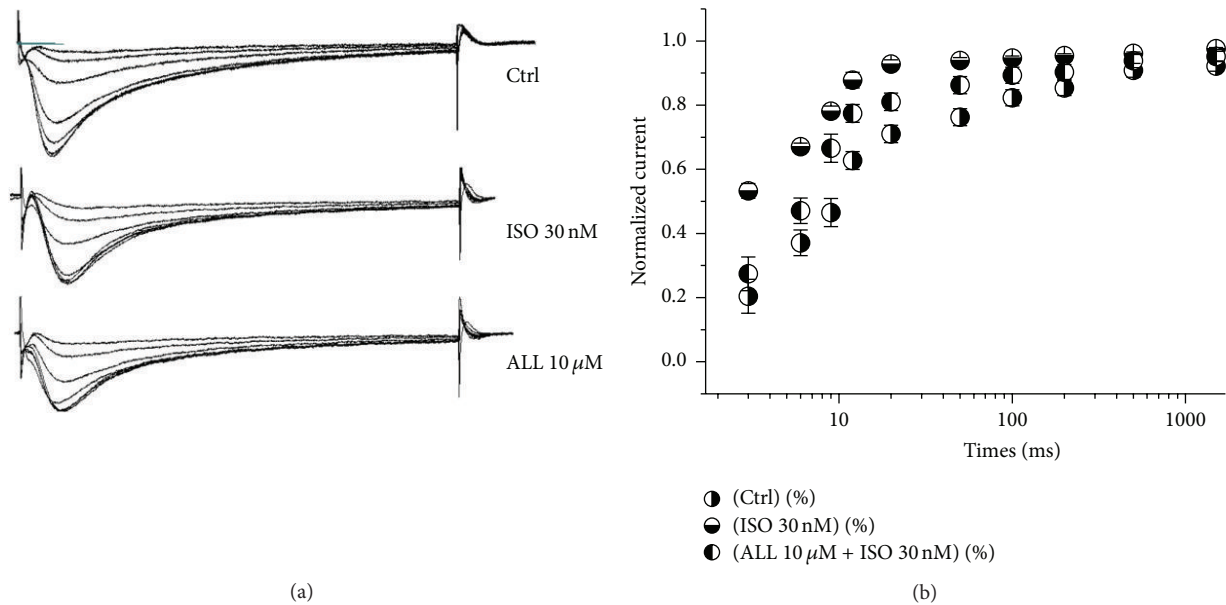 Ctrl
ISO 30 nM
ALL 10 μM
(a)
Normalized current
1.0
0.8
0.6
0.4
0.2
0.0
10
100
1000
Times (ms)
(Ctrl) (%)
(ISO 30 nM) (%)
(ALL 10 μM + ISO 30 nM) (%)
(b)